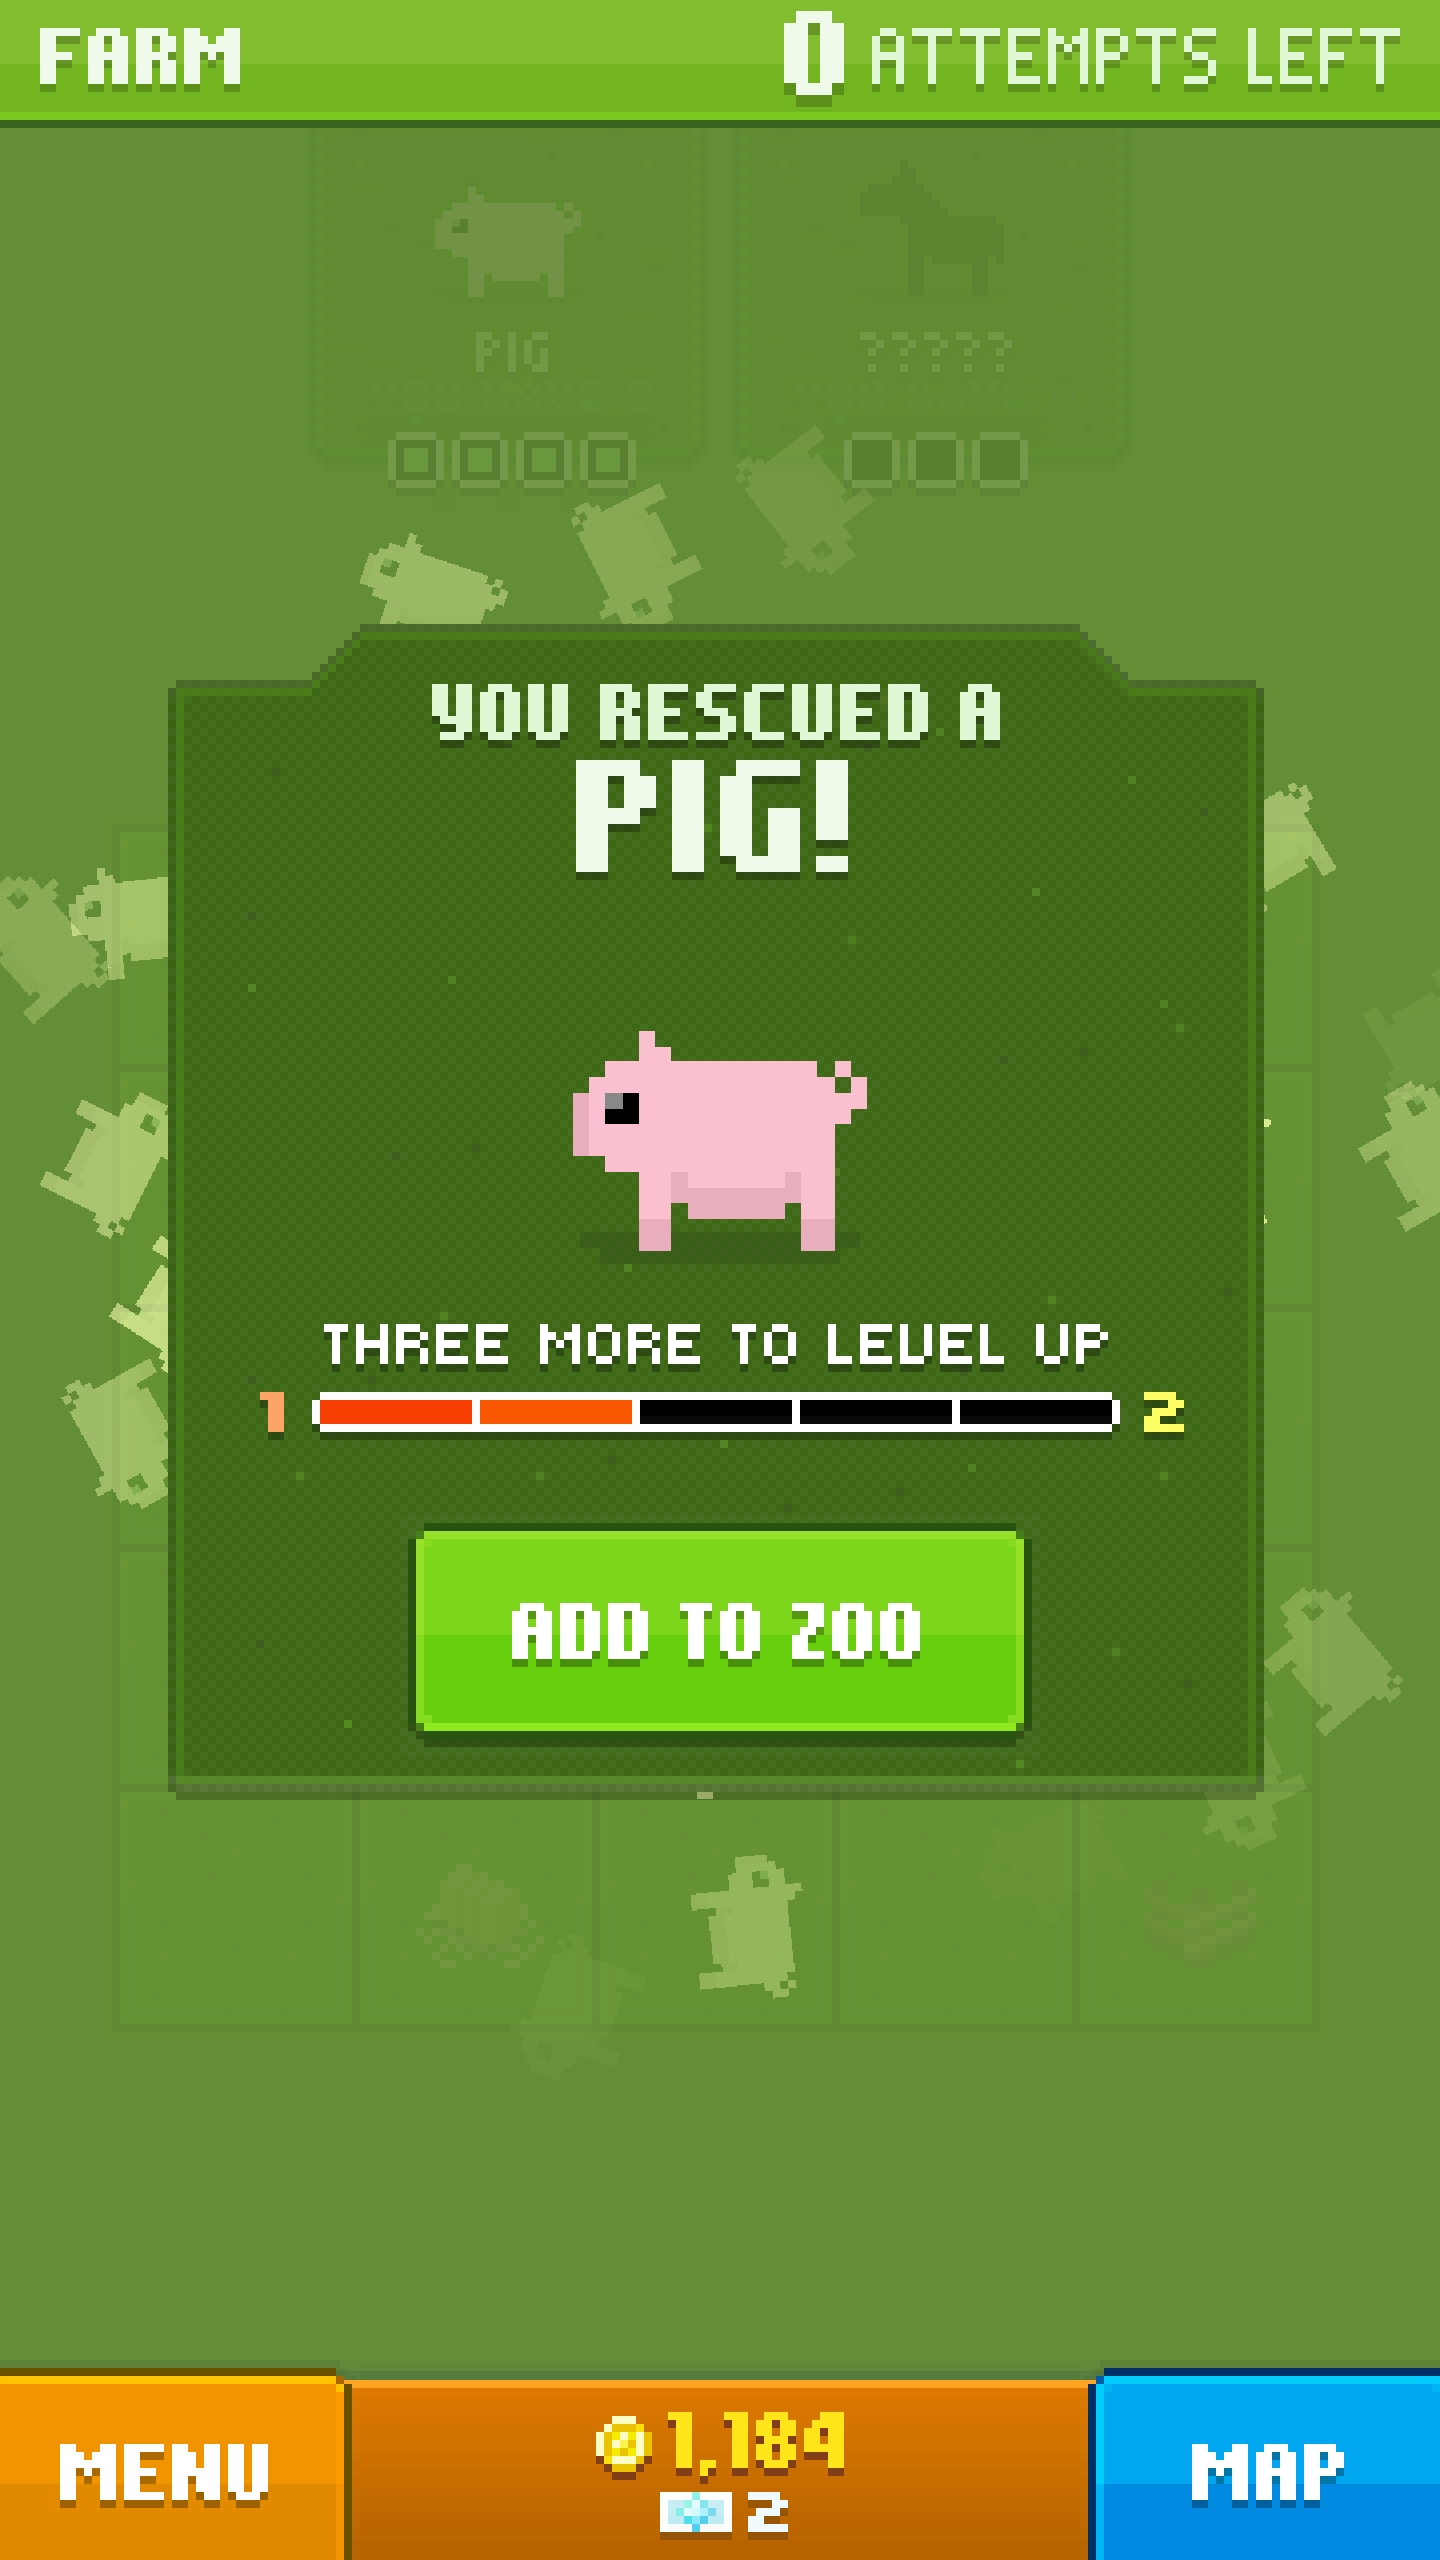 FARM
0 ATTEMPTS LEFT
PIG
?????
YOU RESCUED A
PIG!
THREE MORE TO LEVEL UP
1
2
ADD TO ZOO
MENU
1,184
2
MAP